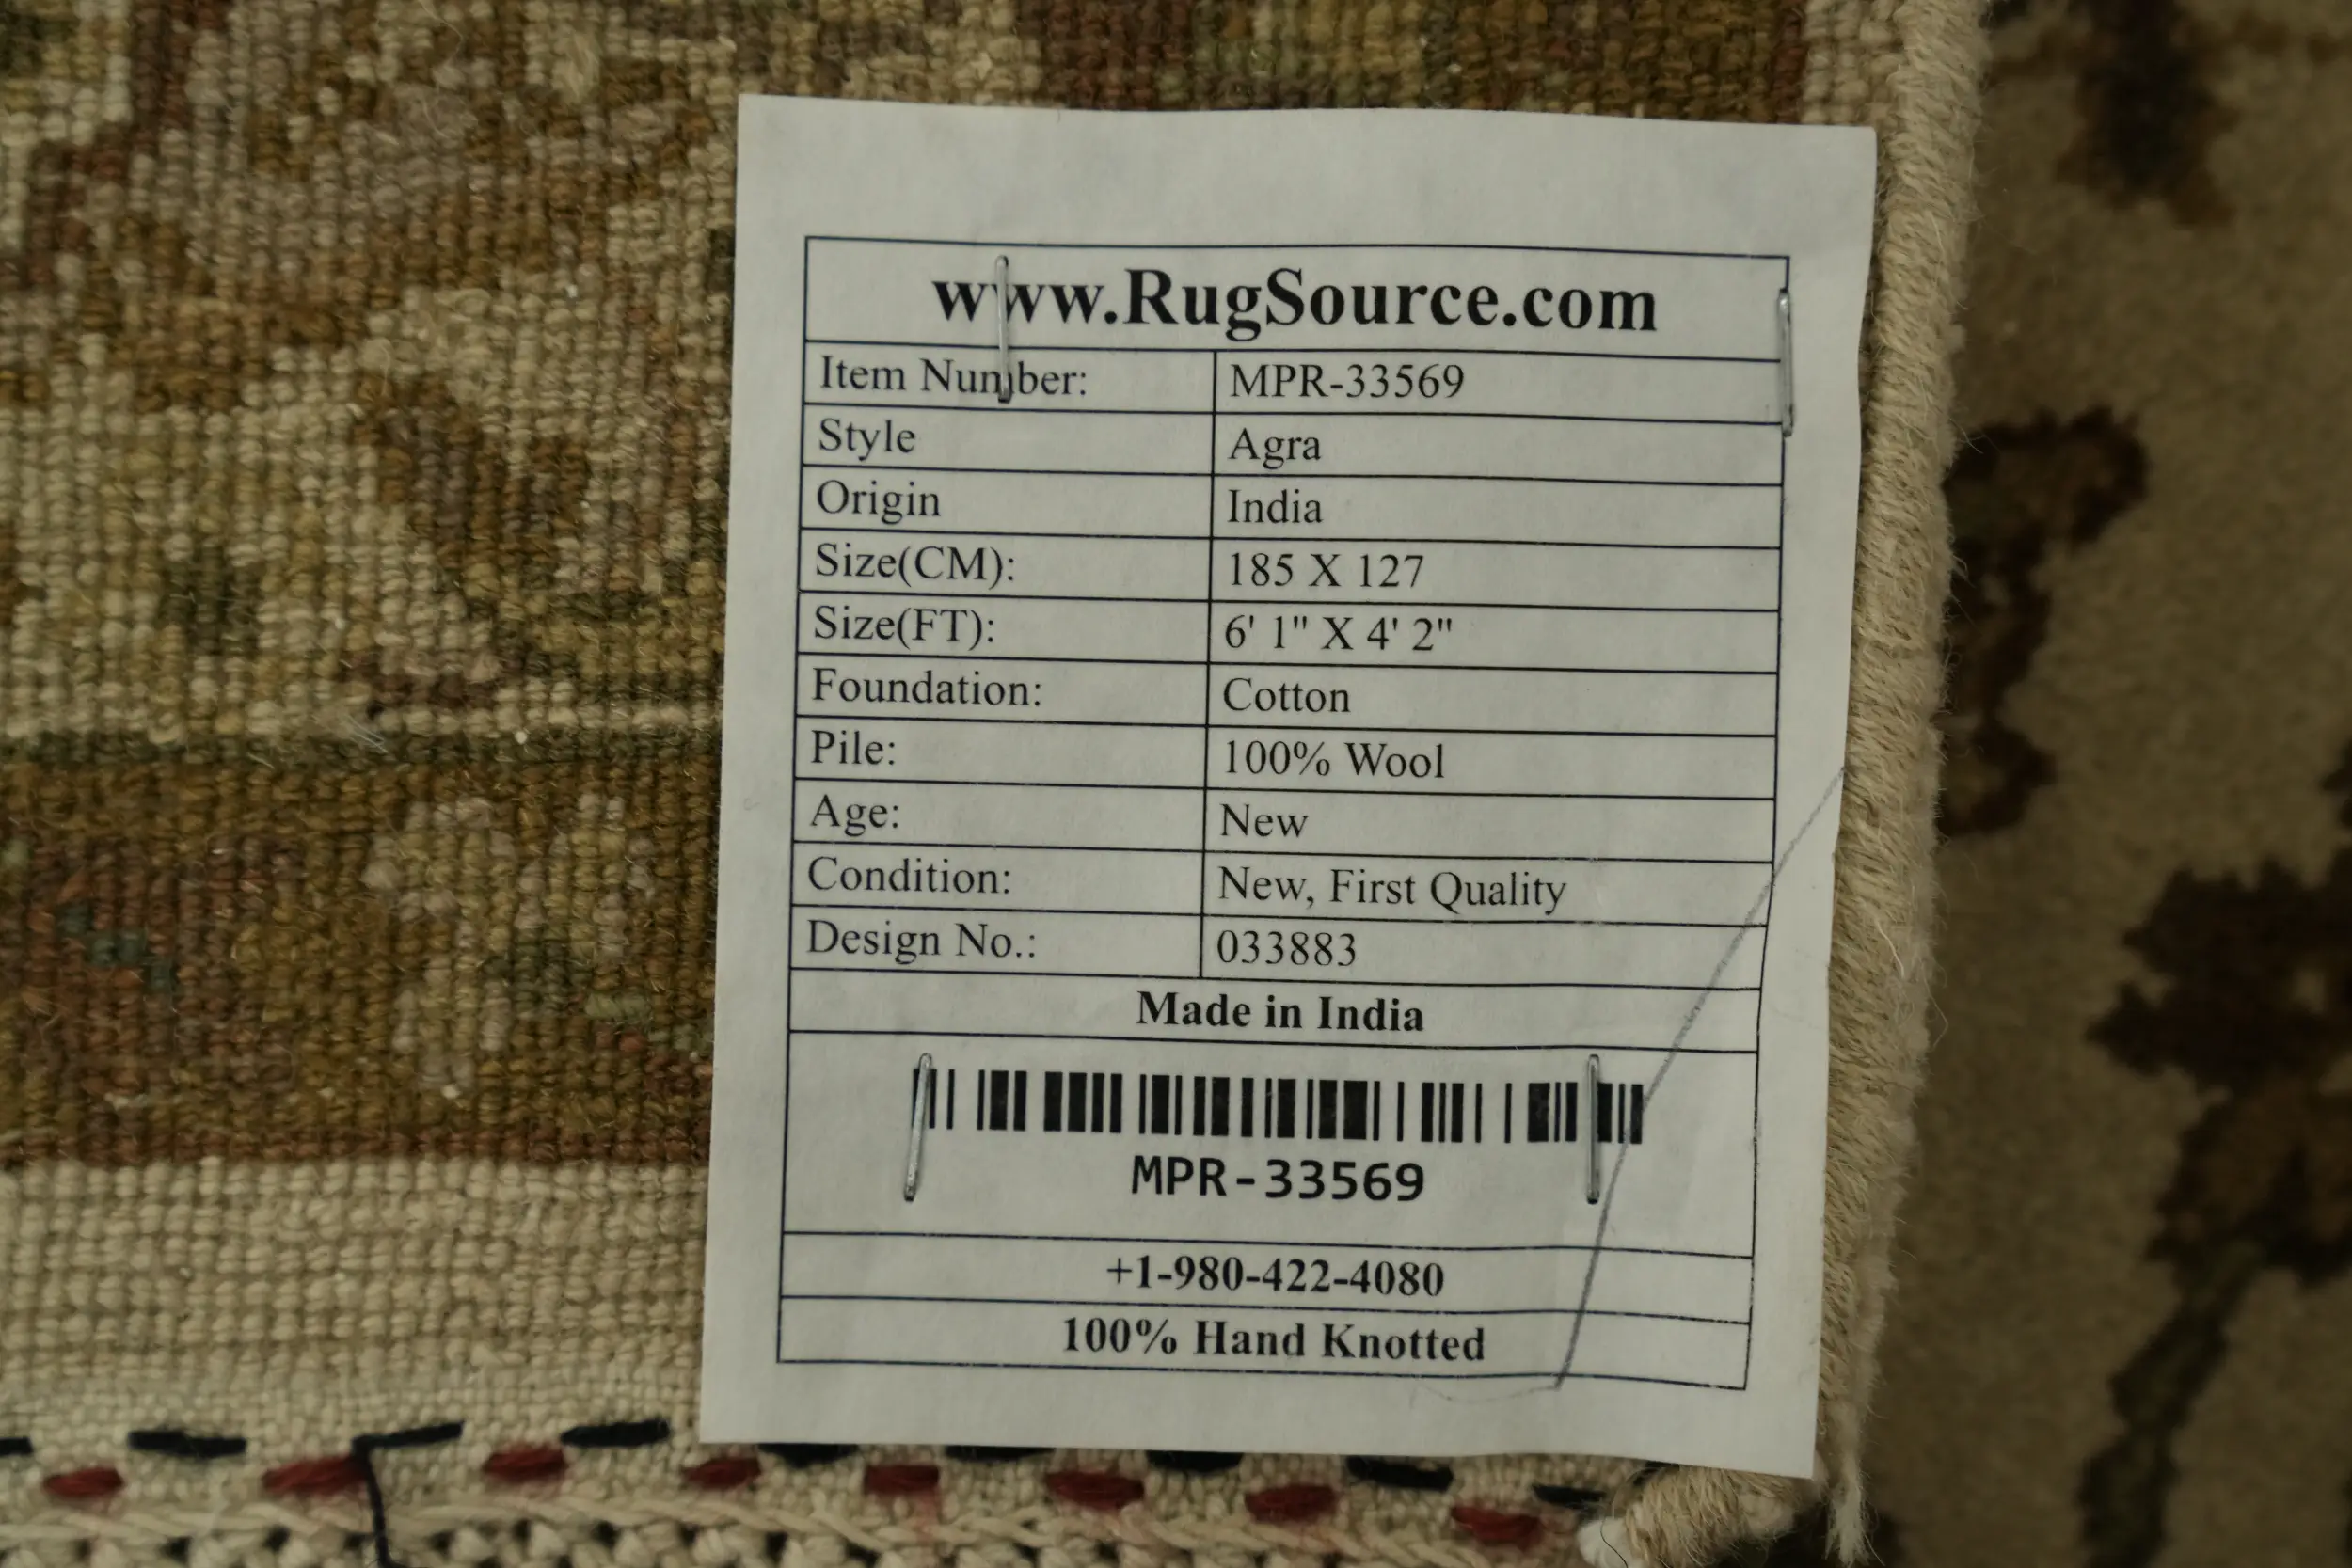 www.RugSource.com
Item Number: MPR-33569
Style Agra
Origin India
Size(CM): 185 X 127
Size(FT): 6' 1" X 4' 2"
Foundation: Cotton
Pile: 100% Wool
Age: New
Condition: New, First Quality
Design No.: 033883
Made in India
MPR-33569
+1-980-422-4080
100% Hand Knotted